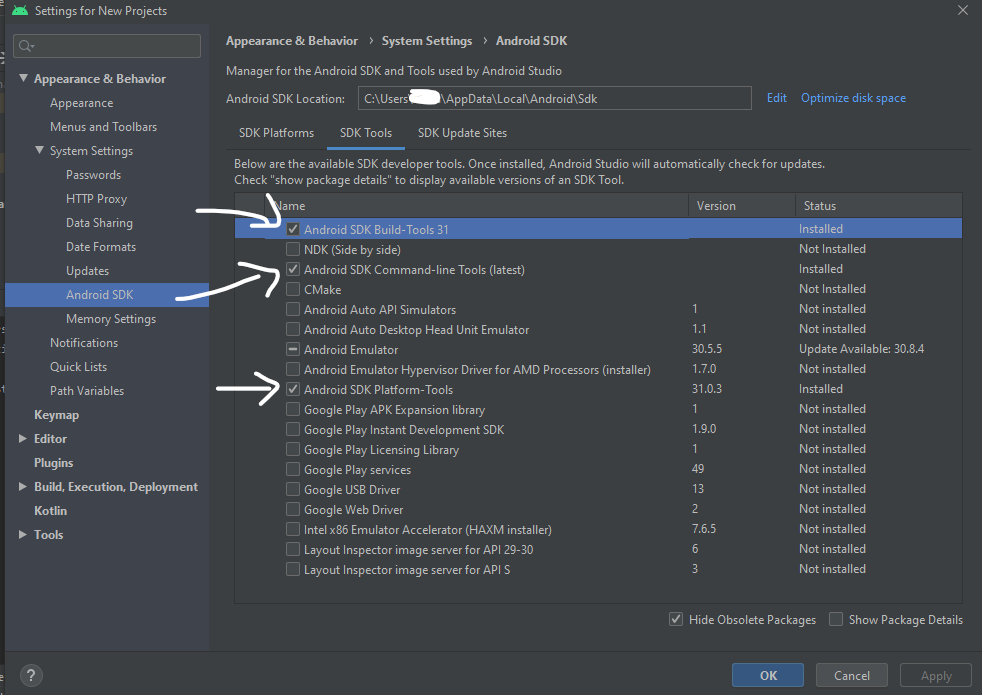 Settings for New Projects
Appearance & Behavior
Appearance
Menus and Toolbars
System Settings
Passwords
HTTP Proxy
Data Sharing
Date Formats
Updates
Android SDK
Memory Settings
Notifications
Quick Lists
Path Variables
Keymap
Editor
Plugins
Build, Execution, Deployment
Kotlin
Tools
Appearance & Behavior › System Settings › Android SDK
Manager for the Android SDK and Tools used by Android Studio
Android SDK Location: C:\Users \AppData\Local\Android\Sdk Edit Optimize disk space
SDK Platforms SDK Tools SDK Update Sites
Below are the available SDK developer tools. Once installed, Android Studio will automatically check for updates.
Check "show package details" to display available versions of an SDK Tool.
Name Version Status
Android SDK Build-Tools 31 Installed
NDK (Side by side) Not Installed
Android SDK Command-line Tools (latest) Installed
CMake Not Installed
Android Auto API Simulators 1 Not installed
Android Auto Desktop Head Unit Emulator 1.1 Not installed
Android Emulator 30.5.5 Update Available: 30.8.4
Android Emulator Hypervisor Driver for AMD Processors (installer) 1.7.0 Not installed
Android SDK Platform-Tools 31.0.3 Installed
Google Play APK Expansion library 1 Not installed
Google Play Instant Development SDK 1.9.0 Not installed
Google Play Licensing Library 1 Not installed
Google Play services 49 Not installed
Google USB Driver 13 Not installed
Google Web Driver 2 Not installed
Intel x86 Emulator Accelerator (HAXM installer) 7.6.5 Not installed
Layout Inspector image server for API 29-30 6 Not installed
Layout Inspector image server for API S 3 Not installed
Hide Obsolete Packages Show Package Details
? OK Cancel Apply